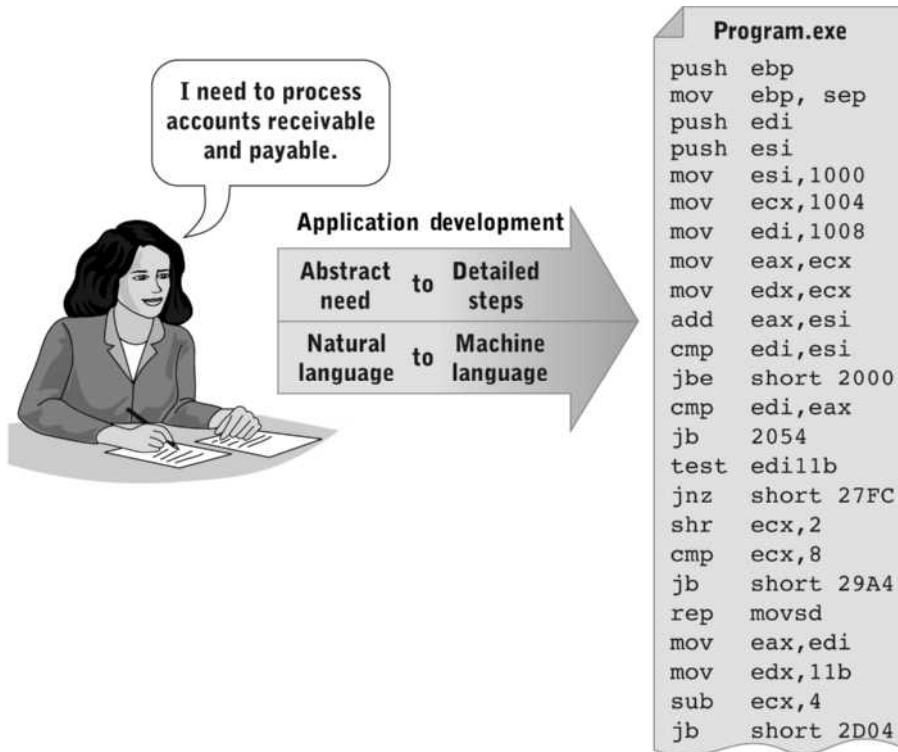 I need to process
accounts receivable
and payable.
Application development
Abstract need to Detailed steps
Natural language to Machine language
Program.exe
push ebp
mov ebp, sep
push edi
push esi
mov esi,1000
mov ecx,1004
mov edi,1008
mov eax,ecx
mov edx,ecx
add eax,esi
cmp edi,esi
jbe short 2000
cmp edi,eax
jb 2054
test edi11b
jnz short 27FC
shr ecx,2
cmp ecx,8
jb short 29A4
rep movsd
mov eax,edi
mov edx,11b
sub ecx,4
jb short 2D04